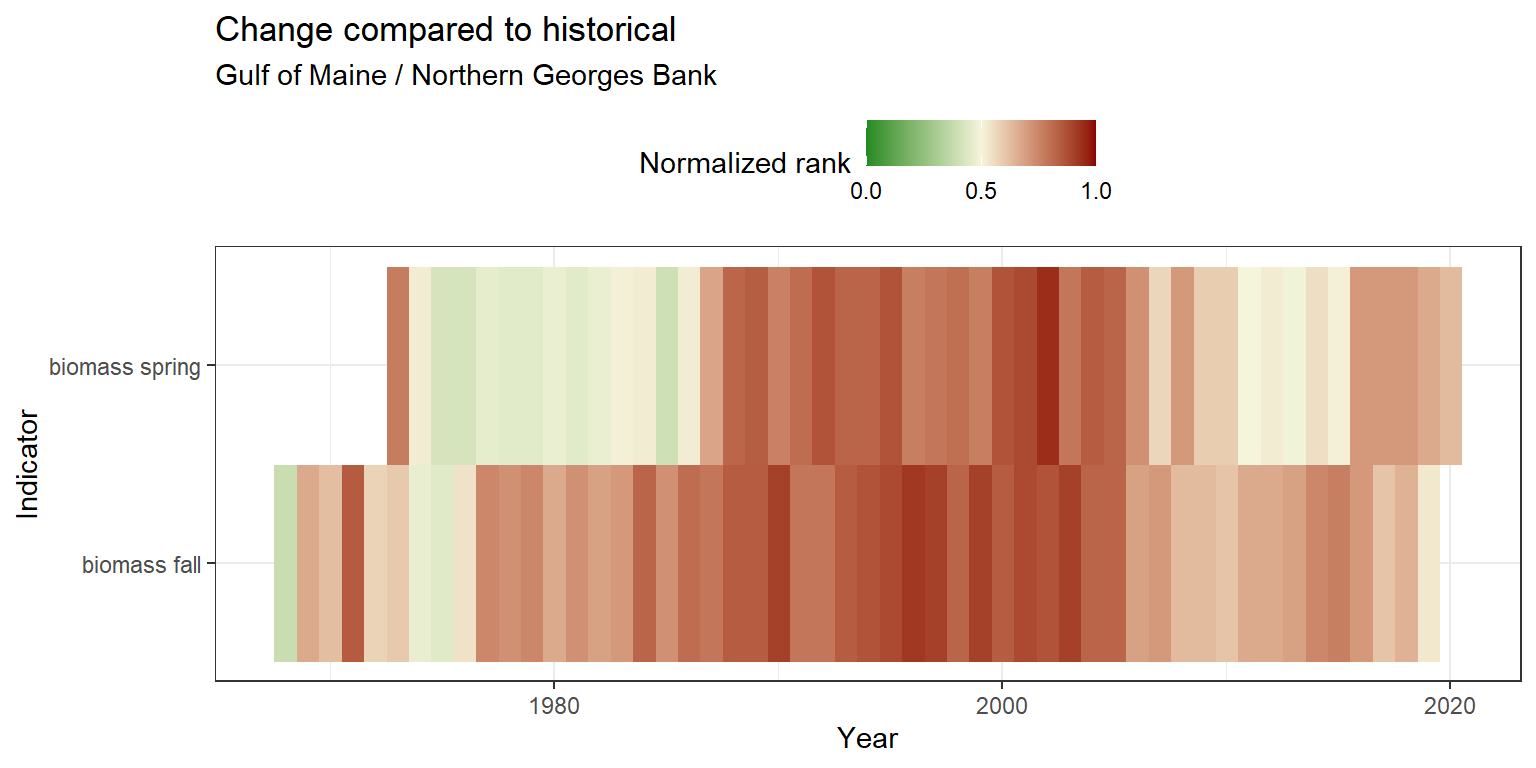 Change compared to historical
Gulf of Maine / Northern Georges Bank
Normalized rank
0.0 0.5 1.0
biomass spring
biomass fall
Indicator
1980 2000 2020
Year